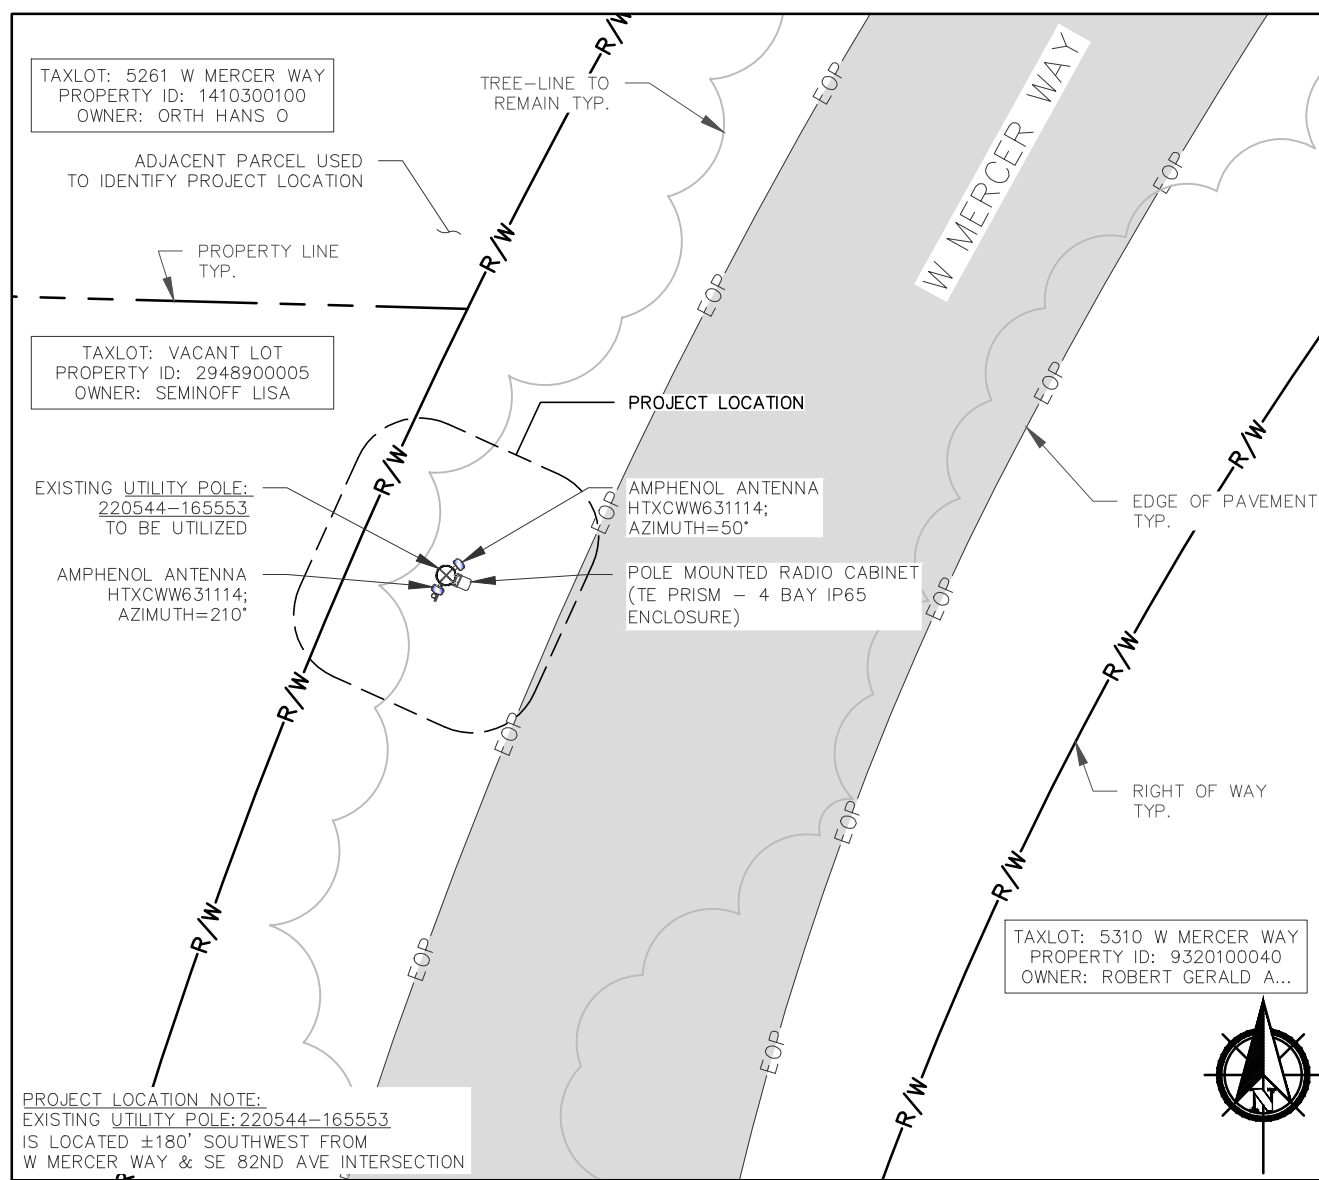 TAXLOT: 5261 W MERCER WAY
PROPERTY ID: 1410300100
OWNER: ORTH HANS O
ADJACENT PARCEL USED
TO IDENTIFY PROJECT LOCATION
PROPERTY LINE
TYP.
TREE-LINE TO
REMAIN TYP.
W MERCER WAY
R/W
R/W
R/W
R/W
R/W
EOP
EOP
EOP
EOP
EOP
TAXLOT: VACANT LOT
PROPERTY ID: 2948900005
OWNER: SEMINOFF LISA
PROJECT LOCATION
EXISTING UTILITY POLE:
220544-165553
TO BE UTILIZED
AMPHENOL ANTENNA
HTXCWW631114;
AZIMUTH=210°
AMPHENOL ANTENNA
HTXCWW631114;
AZIMUTH=50°
POLE MOUNTED RADIO CABINET
(TE PRISM - 4 BAY IP65
ENCLOSURE)
EOP
EOP
EOP
EOP
EOP
EDGE OF PAVEMENT
TYP.
R/W
R/W
R/W
R/W
RIGHT OF WAY
TYP.
TAXLOT: 5310 W MERCER WAY
PROPERTY ID: 9320100040
OWNER: ROBERT GERALD A...
N
PROJECT LOCATION NOTE:
EXISTING UTILITY POLE: 220544-165553
IS LOCATED ±180' SOUTHWEST FROM
W MERCER WAY & SE 82ND AVE INTERSECTION